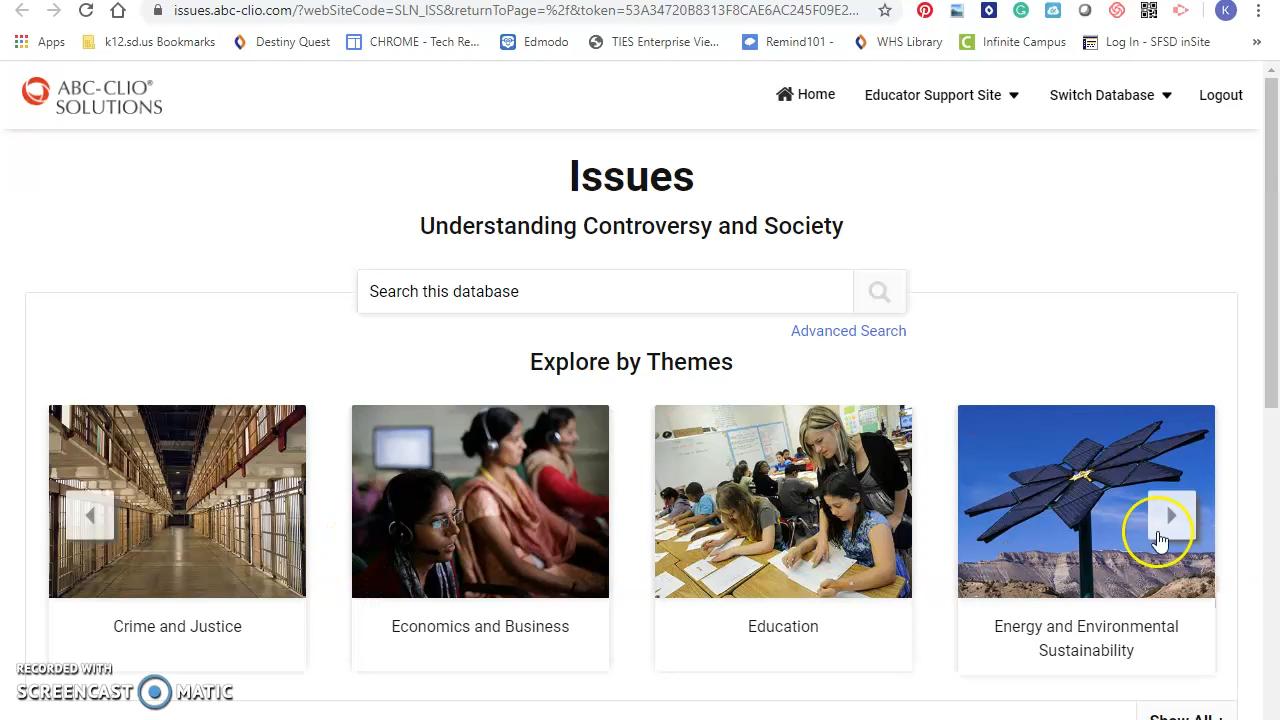 issues.abc-clio.com/?webSiteCode=SLN_ISS&returnToPage=%2f&token=53A34720B8313F8CAE6AC245F09E2...
K
Apps k12.sd.us Bookmarks Destiny Quest CHROME - Tech Re... Edmodo TIES Enterprise Vie... Remind101 - WHS Library Infinite Campus Log In - SFSD inSite »
ABC-CLIO®
SOLUTIONS
Home Educator Support Site Switch Database Logout
Issues
Understanding Controversy and Society
Search this database
Advanced Search
Explore by Themes
Crime and Justice
Economics and Business
Education
Energy and Environmental
Sustainability
RECORDED WITH
SCREENCAST MATIC
Show All